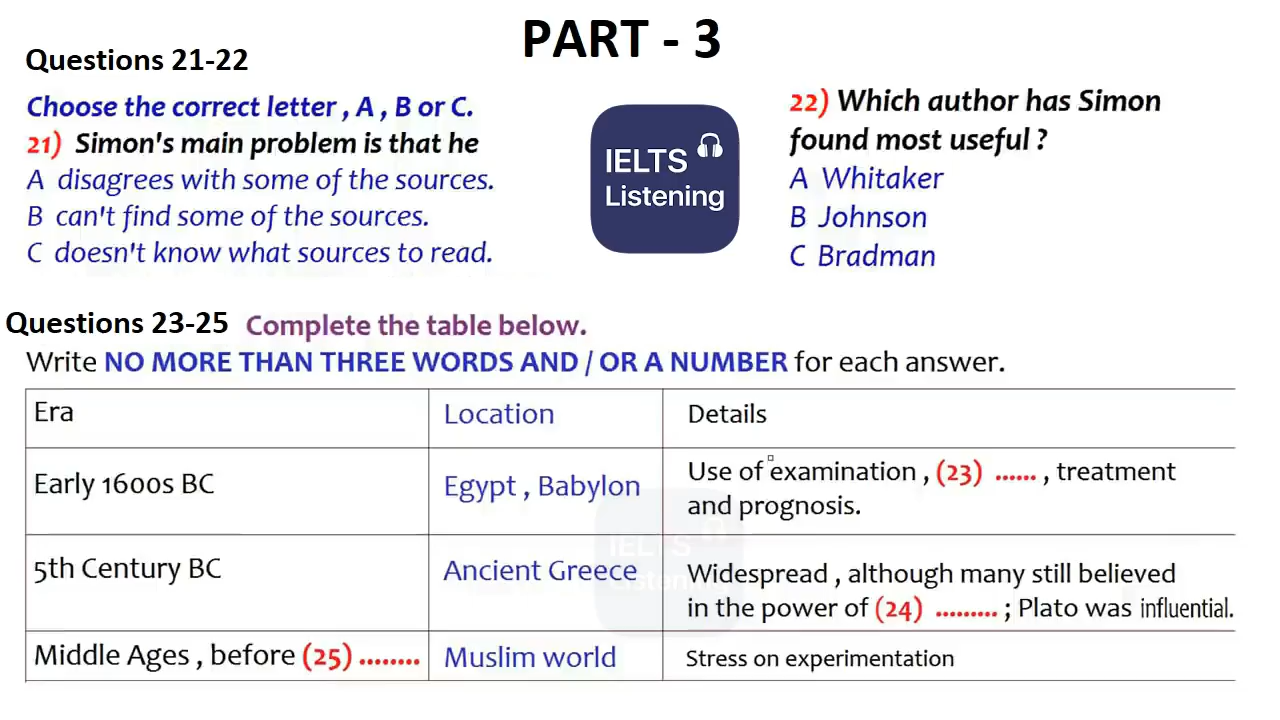 PART - 3
Questions 21-22
Choose the correct letter , A , B or C.
21) Simon's main problem is that he
A disagrees with some of the sources.
B can't find some of the sources.
C doesn't know what sources to read.
IELTS
Listening
22) Which author has Simon
found most useful ?
A Whitaker
B Johnson
C Bradman
Questions 23-25 Complete the table below.
Write NO MORE THAN THREE WORDS AND / OR A NUMBER for each answer.
Era Location Details
Early 1600s BC Egypt , Babylon Use of examination , (23) ...... , treatment
and prognosis.
5th Century BC Ancient Greece Widespread , although many still believed
in the power of (24) ......... ; Plato was influential.
Middle Ages , before (25) ........ Muslim world Stress on experimentation
IELTS
Listening